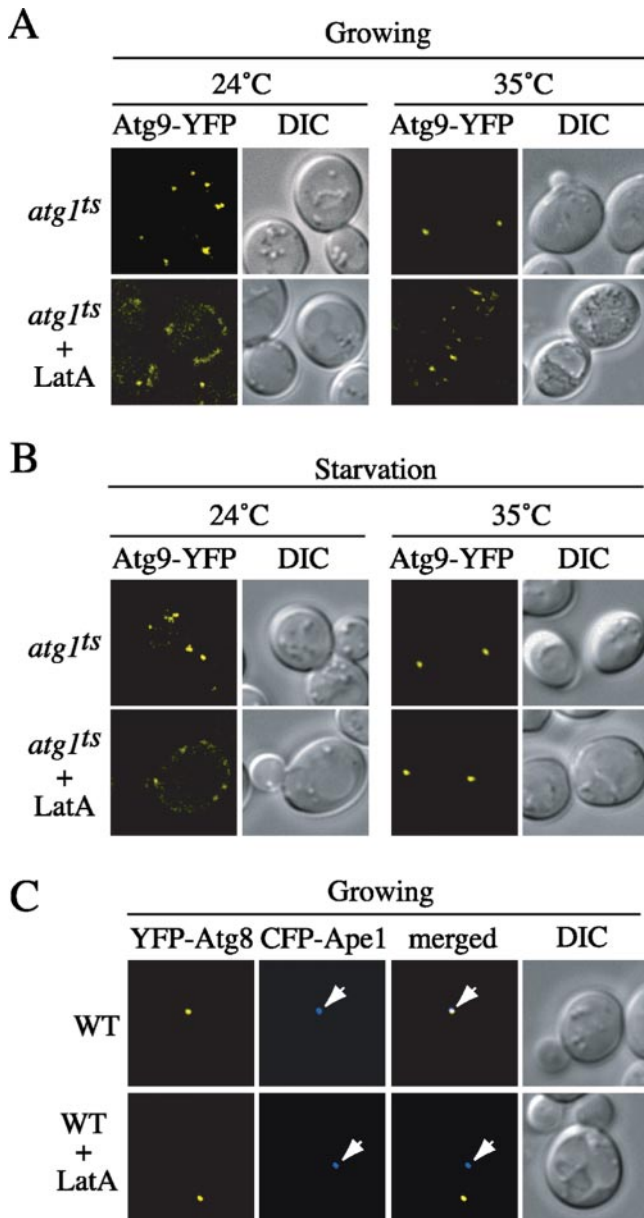 A
Growing
24°C 35°C
Atg9-YFP DIC Atg9-YFP DIC
atg1ts
atg1ts
+
LatA
B
Starvation
24°C 35°C
Atg9-YFP DIC Atg9-YFP DIC
atg1ts
atg1ts
+
LatA
C
Growing
YFP-Atg8 CFP-Ape1 merged DIC
WT
WT
+
LatA